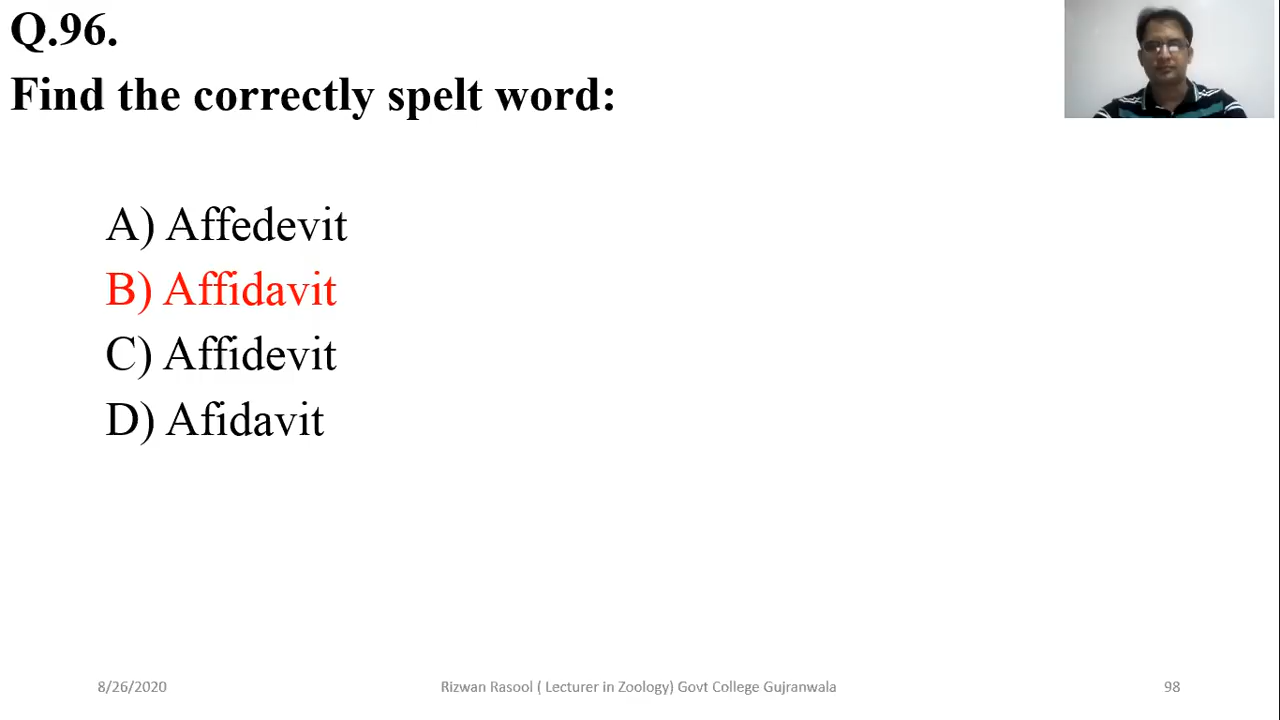 Q.96.
Find the correctly spelt word:
A) Affedevit
B) Affidavit
C) Affidevit
D) Afidavit
8/26/2020
Rizwan Rasool ( Lecturer in Zoology) Govt College Gujranwala
98